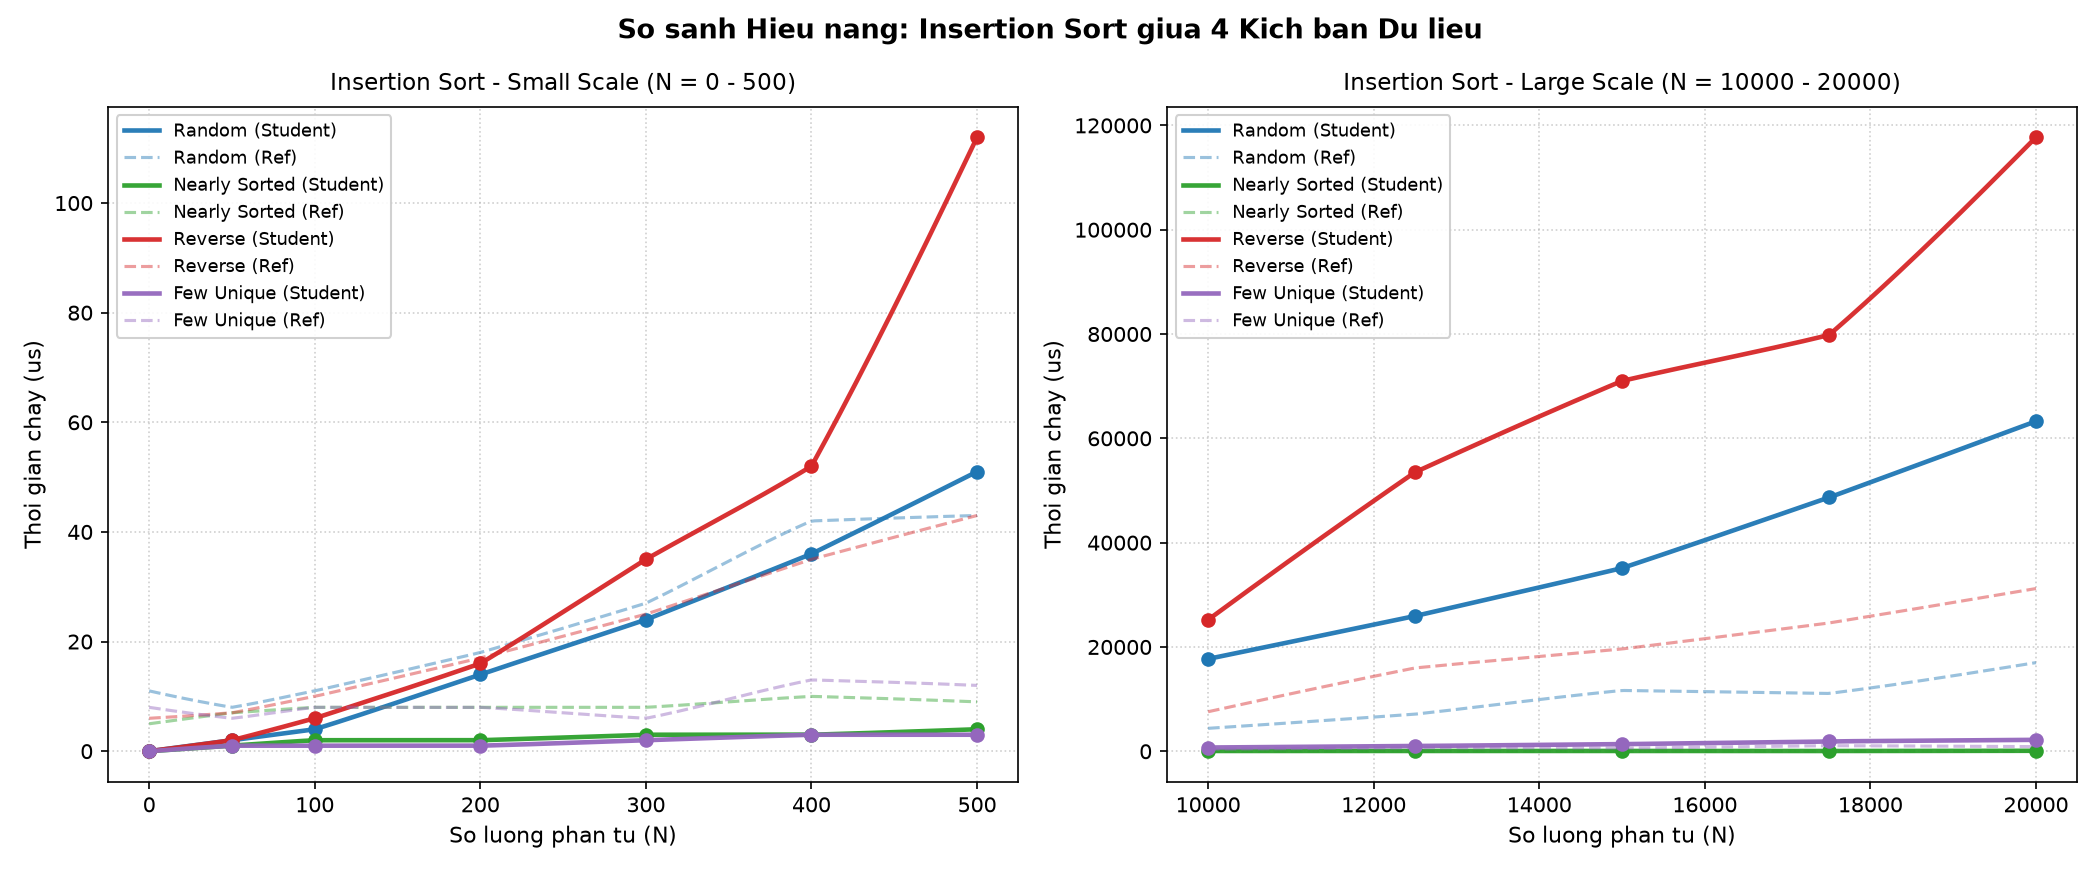 So sanh Hieu nang: Insertion Sort giua 4 Kich ban Du lieu
Insertion Sort - Small Scale (N = 0 - 500)
Thoi gian chay (us)
100
80
60
40
20
0
Random (Student)
Random (Ref)
Nearly Sorted (Student)
Nearly Sorted (Ref)
Reverse (Student)
Reverse (Ref)
Few Unique (Student)
Few Unique (Ref)
0 100 200 300 400 500
So luong phan tu (N)
Insertion Sort - Large Scale (N = 10000 - 20000)
Thoi gian chay (us)
120000
100000
80000
60000
40000
20000
0
Random (Student)
Random (Ref)
Nearly Sorted (Student)
Nearly Sorted (Ref)
Reverse (Student)
Reverse (Ref)
Few Unique (Student)
Few Unique (Ref)
10000 12000 14000 16000 18000 20000
So luong phan tu (N)